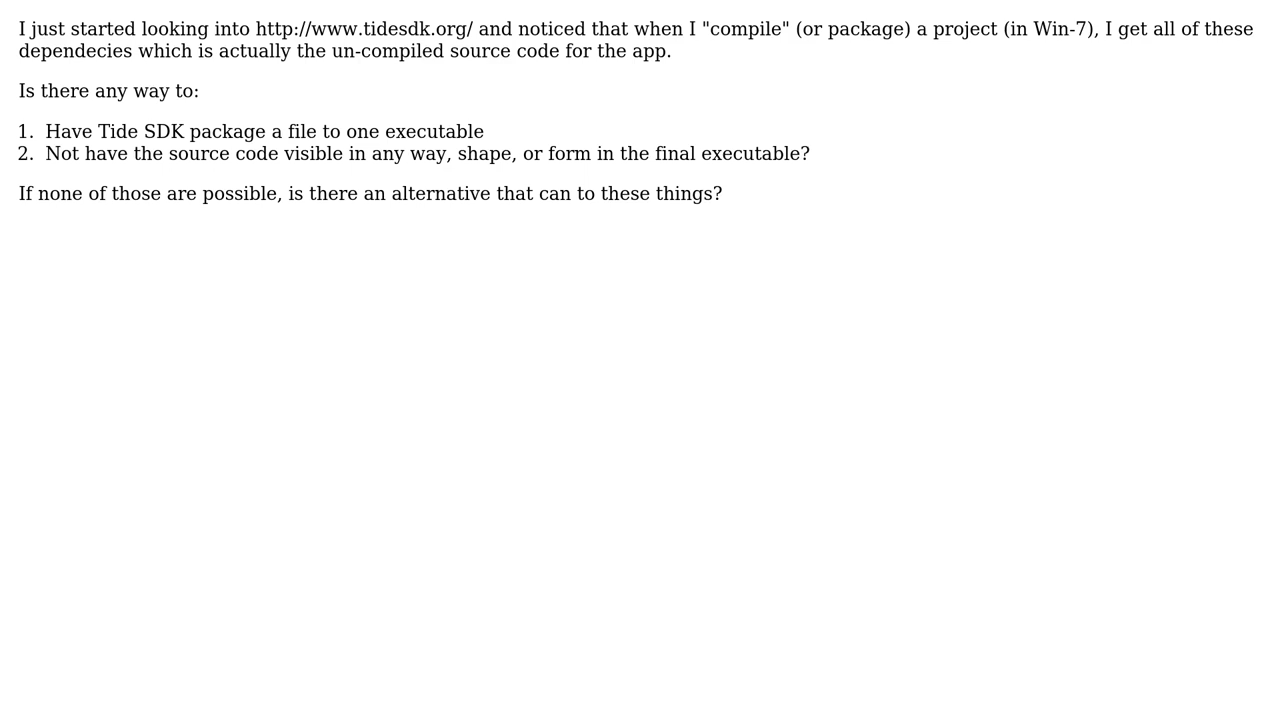 I just started looking into http://www.tidesdk.org/ and noticed that when I "compile" (or package) a project (in Win-7), I get all of these
dependecies which is actually the un-compiled source code for the app.
Is there any way to:
1. Have Tide SDK package a file to one executable
2. Not have the source code visible in any way, shape, or form in the final executable?
If none of those are possible, is there an alternative that can to these things?